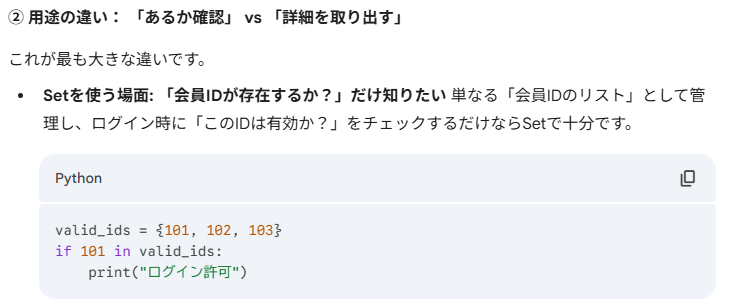 ② 用途の違い： 「あるか確認」 vs 「詳細を取り出す」
これが最も大きな違いです。
• Setを使う場面: 「会員IDが存在するか？」だけ知りたい 単なる「会員IDのリスト」として管
理し、ログイン時に「このIDは有効か？」をチェックするだけならSetで十分です。
Python
valid_ids = {101, 102, 103}
if 101 in valid_ids:
    print("ログイン許可")